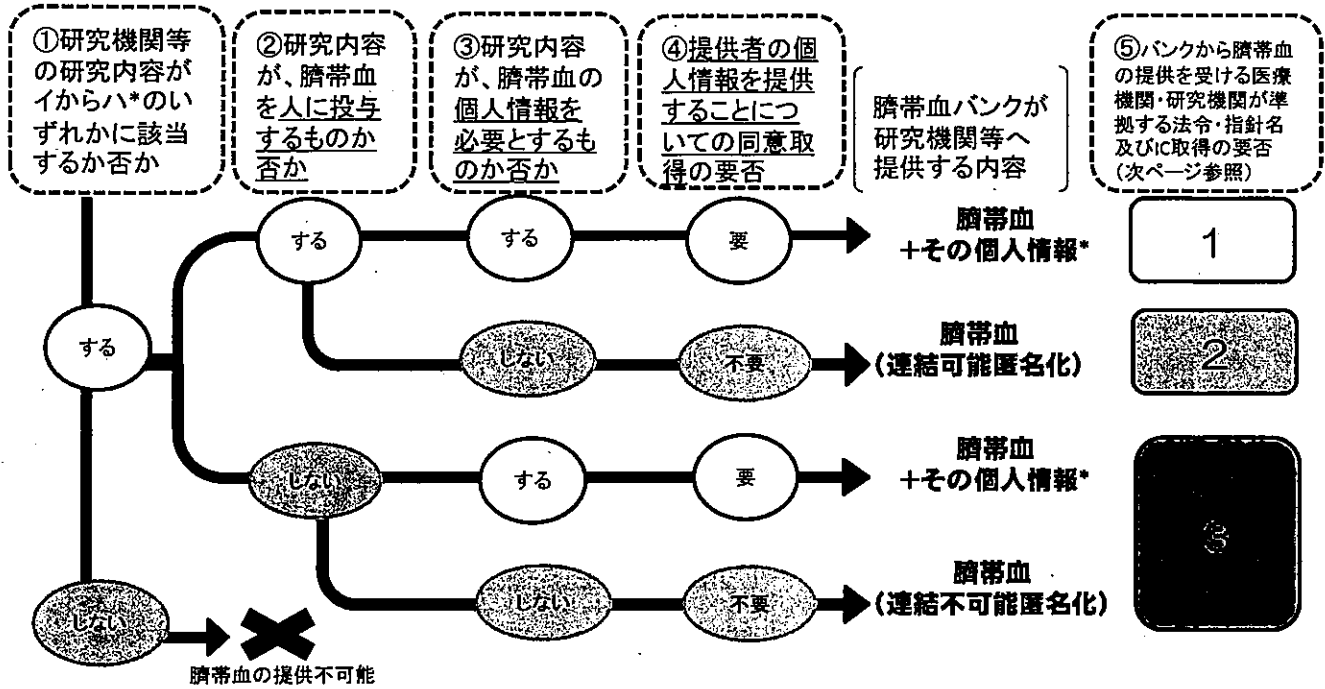 ①研究機関等
の研究内容が
イからハ*のい
ずれかに該当
するか否か
②研究内容
が、臍帯血
を人に投与
するものか
否か
③研究内容
が、臍帯血の
個人情報を
必要とするも
のか否か
④提供者の個
人情報を提供
することにつ
いての同意取
得の要否
臍帯血バンクが
研究機関等へ
提供する内容
⑤バンクから臍帯血
の提供を受ける医療
機関・研究機関が準
拠する法令・指針名
及びIC取得の要否
(次ページ参照)
する
する
要
臍帯血
+その個人情報*
1
する
しない
不要
臍帯血
(連結可能匿名化)
2
しない
する
要
臍帯血
+その個人情報*
3
しない
不要
臍帯血
(連結不可能匿名化)
しない
臍帯血の提供不可能